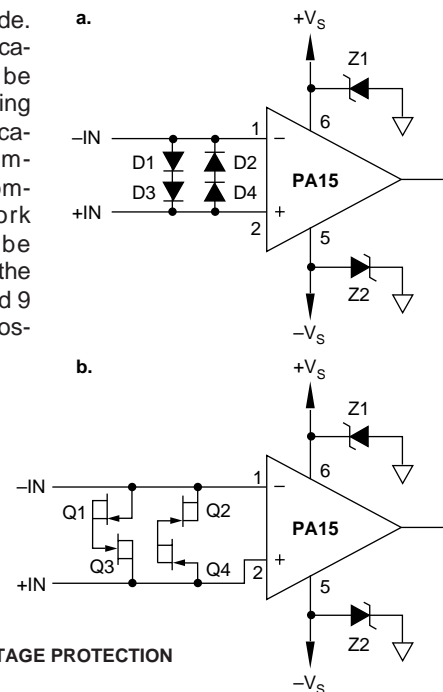 de.
ca-
be
ing
ca-
m-
om-
ork
be
the
d 9
os-
a.
+VS
Z1
6
–IN
1
–
D1
D2
PA15
D3
D4
+IN
+
2
5
Z2
–VS
b.
+VS
Z1
6
–IN
1
–
Q1
Q2
PA15
Q3
Q4
+
2
+IN
5
Z2
–VS
TAGE PROTECTION